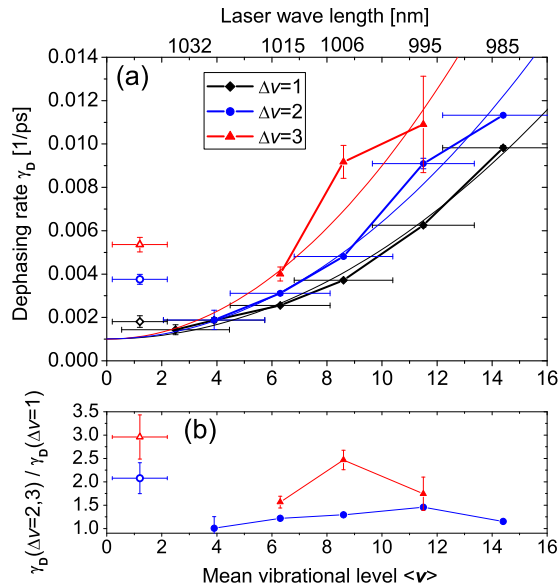 Laser wave length [nm]
1032 1015 1006 995 985
(a)
Δv=1
Δv=2
Δv=3
Dephasing rate γD [1/ps]
0.014
0.012
0.010
0.008
0.006
0.004
0.002
0.000
0 2 4 6 8 10 12 14 16
(b)
γD(Δv=2,3) / γD(Δv=1)
3.5
3.0
2.5
2.0
1.5
1.0
0 2 4 6 8 10 12 14 16
Mean vibrational level <v>